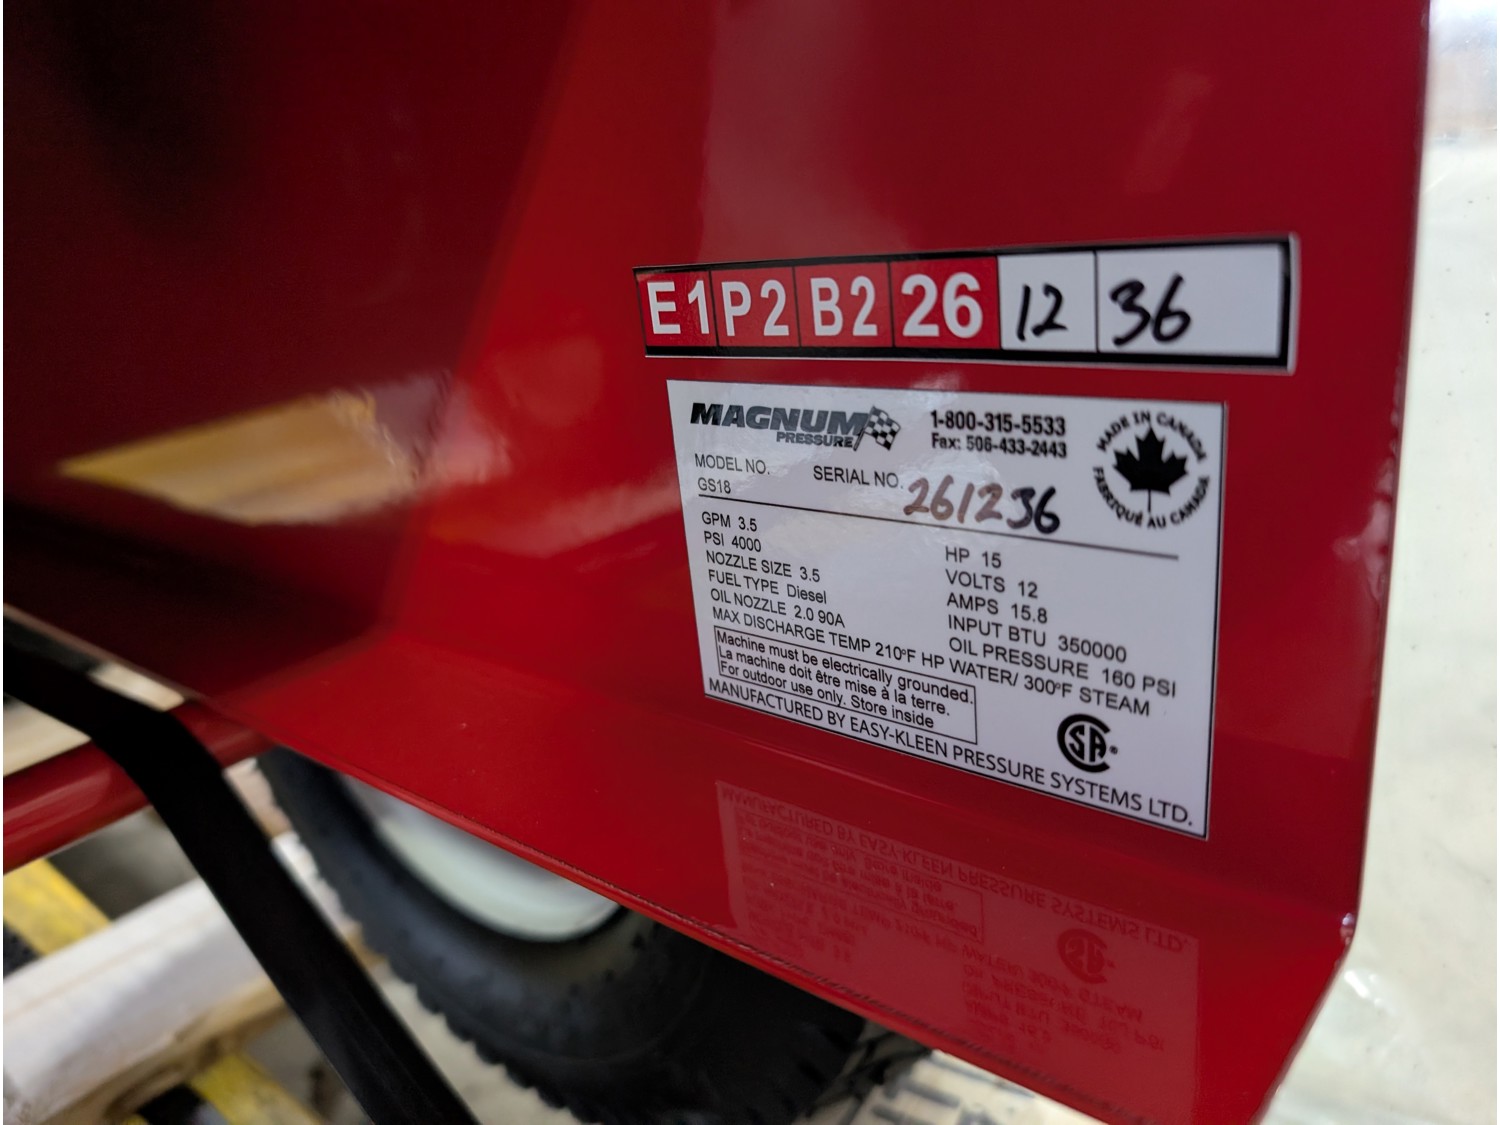 E1 P2 B2 26 12 36
MAGNUM
PRESSURE
1-800-315-5533
Fax: 506-433-2443
MADE IN CANADA
FABRIQUÉ AU CANADA
MODEL NO.
GS18
SERIAL NO. 261236
GPM 3.5
PSI 4000
NOZZLE SIZE 3.5
FUEL TYPE Diesel
OIL NOZZLE 2.0 90A
HP 15
VOLTS 12
AMPS 15.8
INPUT BTU 350000
OIL PRESSURE 160 PSI
MAX DISCHARGE TEMP 210°F HP WATER/ 300°F STEAM
Machine must be electrically grounded.
La machine doit être mise à la terre.
For outdoor use only. Store inside
SA
MANUFACTURED BY EASY-KLEEN PRESSURE SYSTEMS LTD.